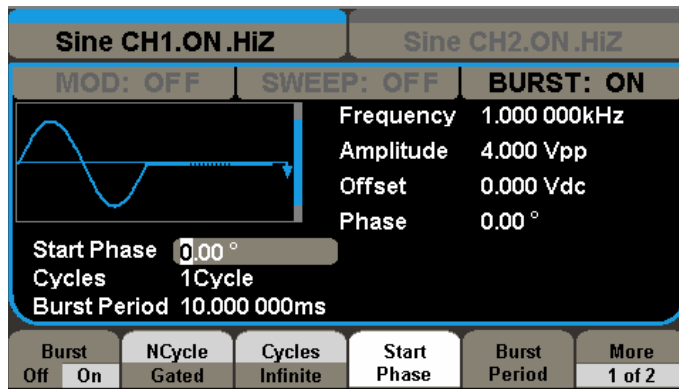 Sine CH1.ON.HiZ
Sine CH2.ON.HiZ
MOD: OFF
SWEEP: OFF
BURST: ON
Frequency 1.000 000kHz
Amplitude 4.000 Vpp
Offset 0.000 Vdc
Phase 0.00 °
Start Phase 0.00 °
Cycles 1Cycle
Burst Period 10.000 000ms
Burst
Off On
NCycle
Gated
Cycles
Infinite
Start
Phase
Burst
Period
More
1 of 2